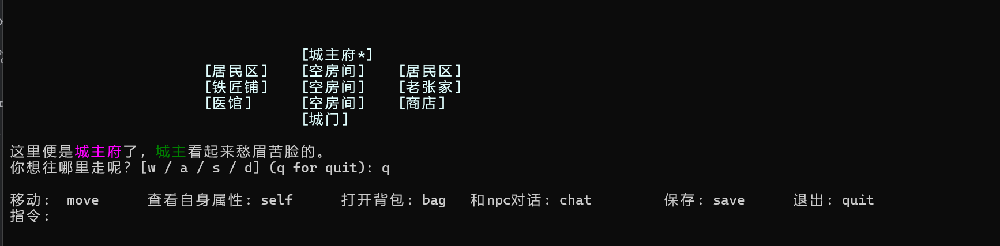 [城主府*]
[居民区] [空房间] [居民区]
[铁匠铺] [空房间] [老张家]
[医馆] [空房间] [商店]
[城门]
这里便是城主府了, 城主看起来愁眉苦脸的。
你想往哪里走呢? [w / a / s / d] (q for quit): q
移动: move 查看自身属性: self 打开背包: bag 和npc对话: chat 保存: save 退出: quit
指令: